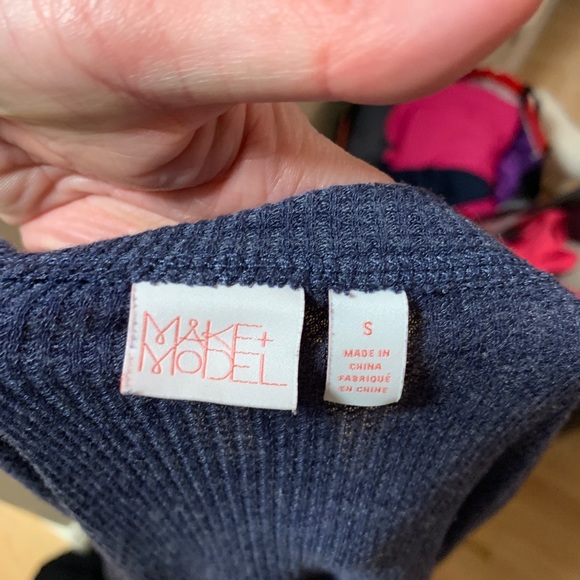 MAKE+
MODEL
S
MADE IN
CHINA
FABRIQUÉ
EN CHINE